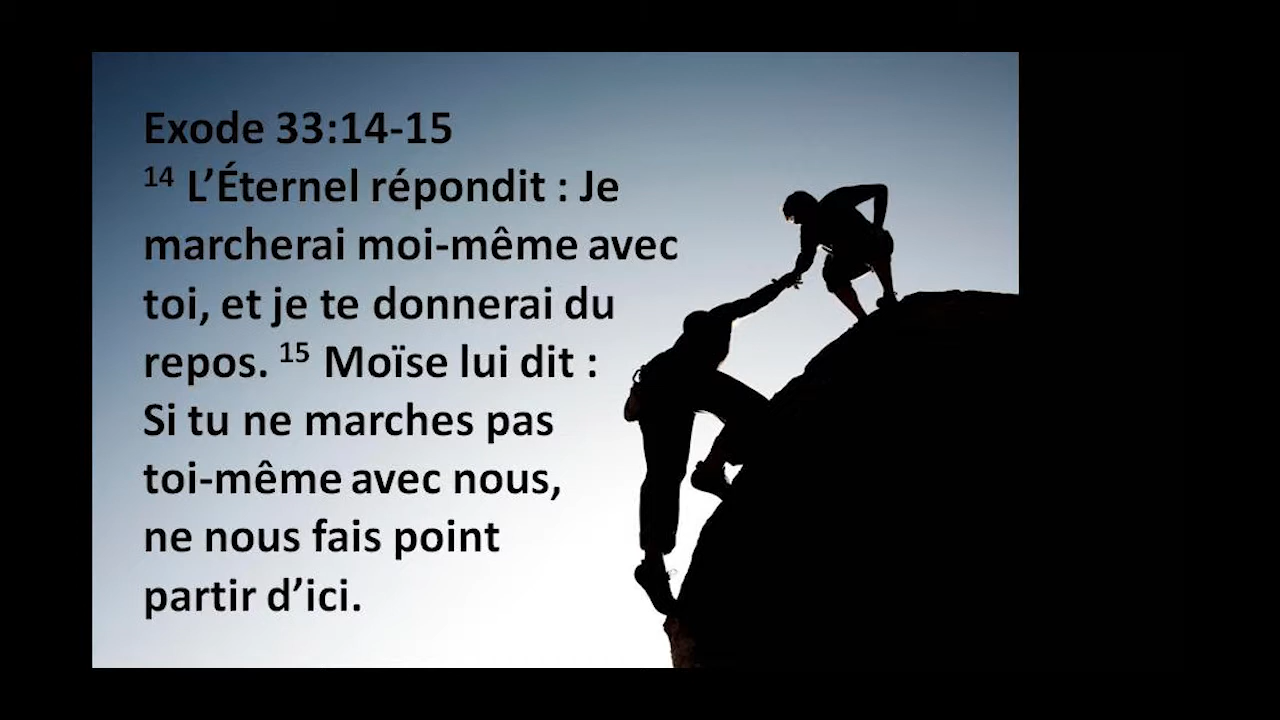 Exode 33:14-15
14 L’Éternel répondit : Je
marcherai moi-même avec
toi, et je te donnerai du
repos. 15 Moïse lui dit :
Si tu ne marches pas
toi-même avec nous,
ne nous fais point
partir d’ici.